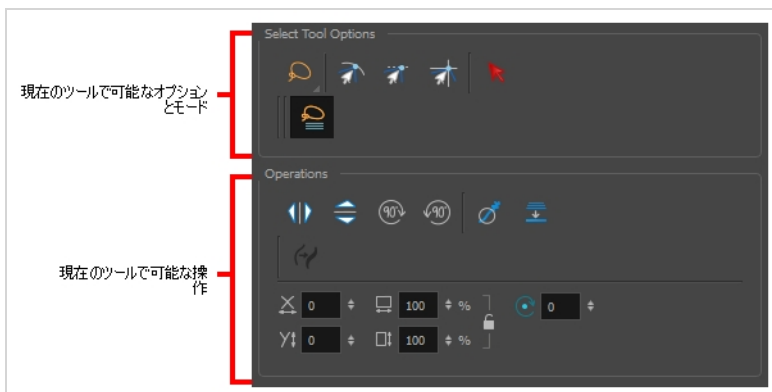 Select Tool Options
現在のツールで可能なオプション
とモード
Operations
90° 90°
現在のツールで可能な操
作
X 0 100 % 0
Y 0 100 %